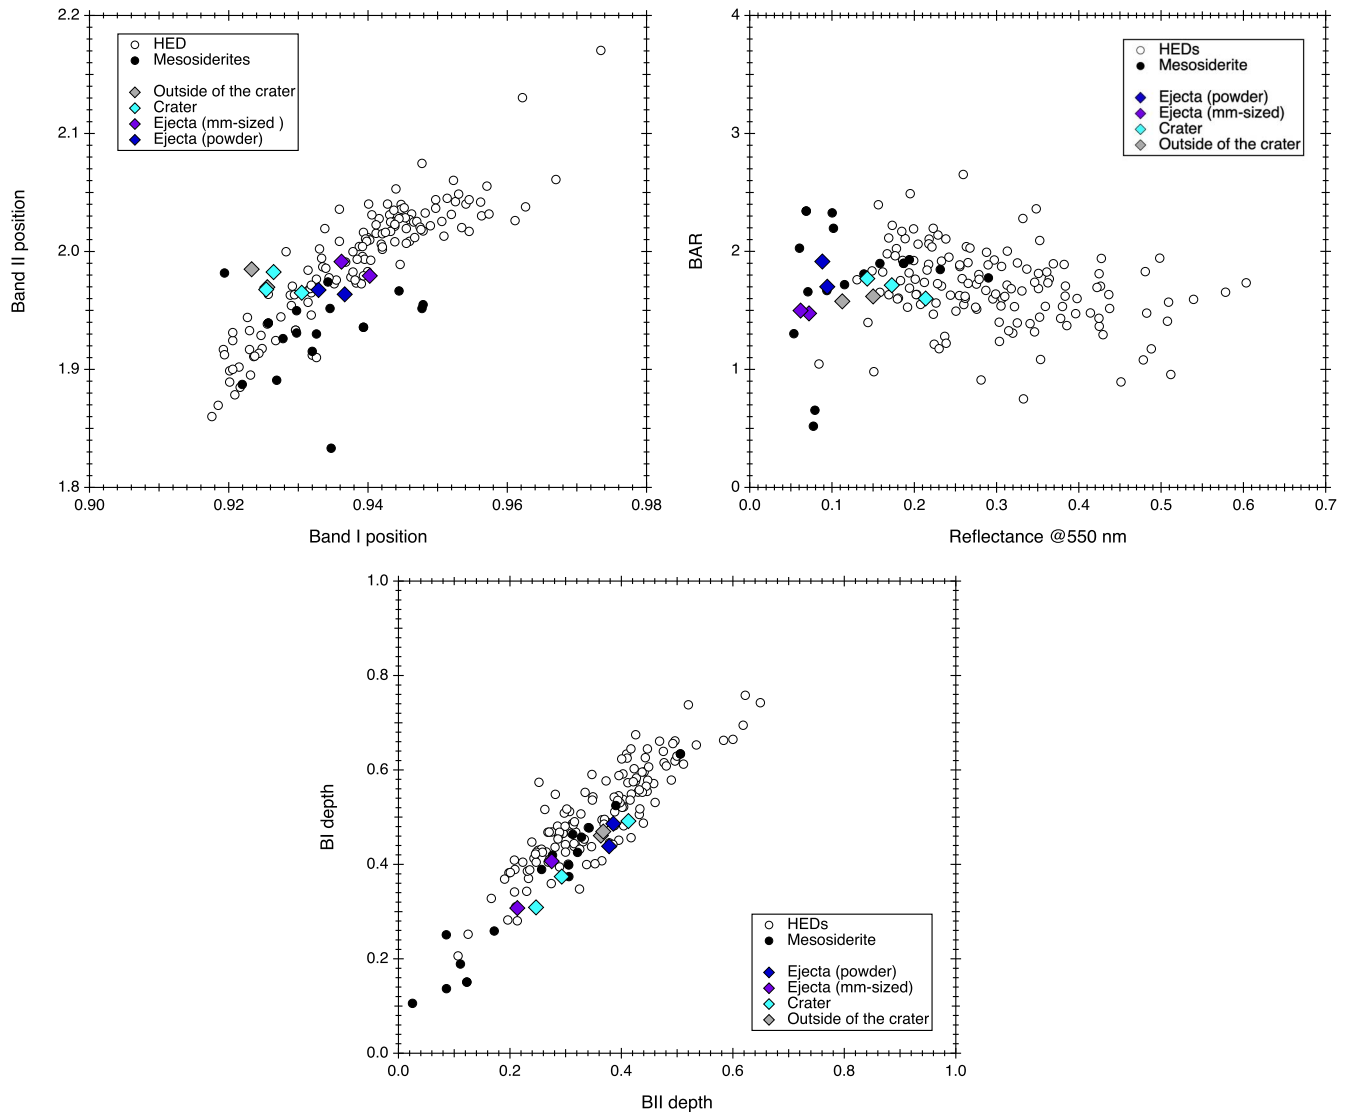 2.2
2.1
2.0
1.9
1.8
Band II position
HED
Mesosiderites
Outside of the crater
Crater
Ejecta (mm-sized )
Ejecta (powder)
0.90
0.92
0.94
0.96
0.98
Band I position
4
3
2
1
0
BAR
HEDs
Mesosiderite
Ejecta (powder)
Ejecta (mm-sized)
Crater
Outside of the crater
0.0
0.1
0.2
0.3
0.4
0.5
0.6
0.7
Reflectance @550 nm
1.0
0.8
0.6
0.4
0.2
0.0
BI depth
HEDs
Mesosiderite
Ejecta (powder)
Ejecta (mm-sized)
Crater
Outside of the crater
0.0
0.2
0.4
0.6
0.8
1.0
BII depth